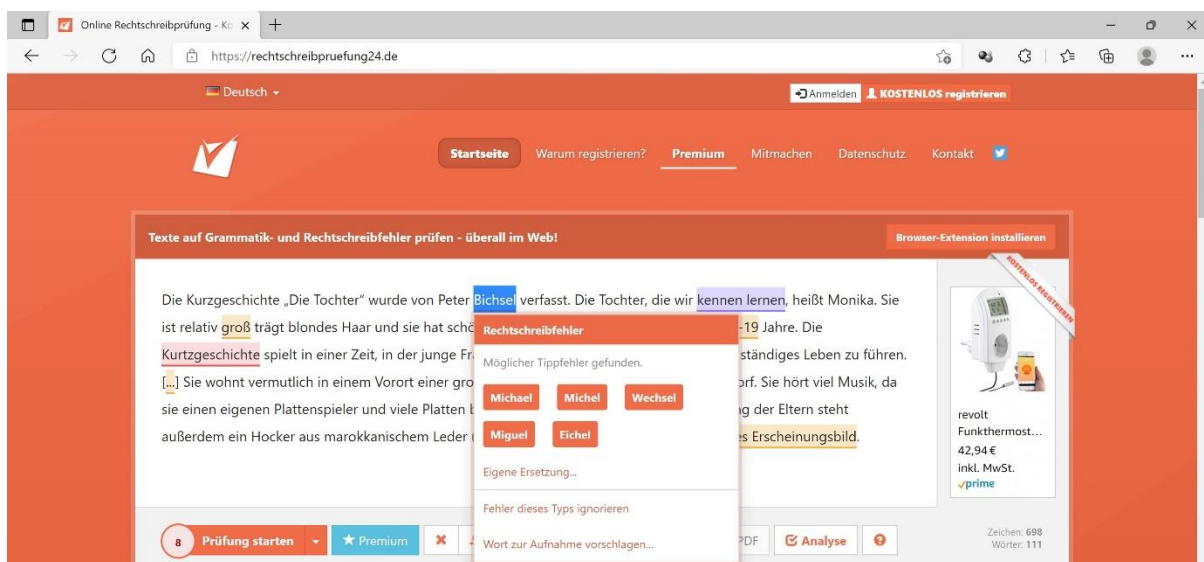 Online Rechtschreibprüfung - Ko
https://rechtschreibpruefung24.de
Deutsch
Anmelden
KOSTENLOS registrieren
Startseite
Warum registrieren?
Premium
Mitmachen
Datenschutz
Kontakt
Texte auf Grammatik- und Rechtschreibfehler prüfen - überall im Web!
Browser-Extension installieren
Die Kurzgeschichte „Die Tochter“ wurde von Peter Bichsel verfasst. Die Tochter, die wir kennen lernen, heißt Monika. Sie
ist relativ groß trägt blondes Haar und sie hat schö -19 Jahre. Die
Kurtzgeschichte spielt in einer Zeit, in der junge Fr ständiges Leben zu führen.
[...] Sie wohnt vermutlich in einem Vorort einer gro orf. Sie hört viel Musik, da
sie einen eigenen Plattenspieler und viele Platten g der Eltern steht
außerdem ein Hocker aus marokkanischem Leder es Erscheinungsbild.
Rechtschreibfehler
Möglicher Tippfehler gefunden.
Michael
Michel
Wechsel
Miguel
Eichel
Eigene Ersetzung...
Fehler dieses Typs ignorieren
Wort zur Aufnahme vorschlagen...
KOSTENLOS REGISTRIEREN
revolt
Funkthermost...
42,94 €
inkl. MwSt.
prime
8
Prüfung starten
Premium
PDF
Analyse
Zeichen: 698
Wörter: 111